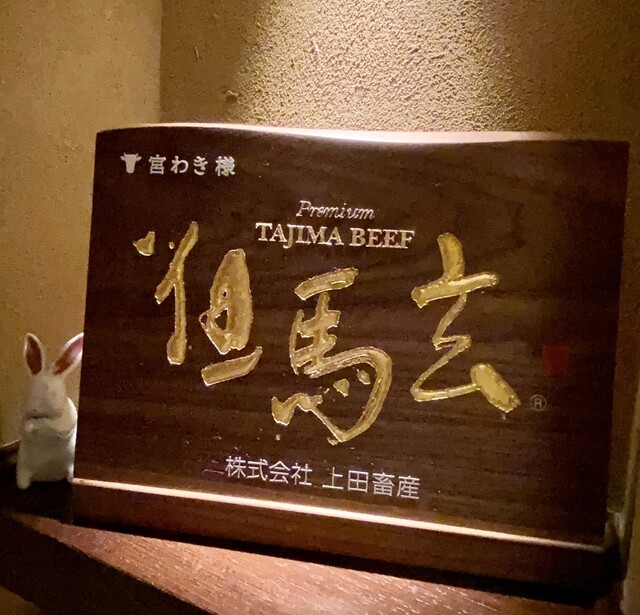 宮わき様
Premium
TAJIMA BEEF
但馬玄
®
株式会社 上田畜産